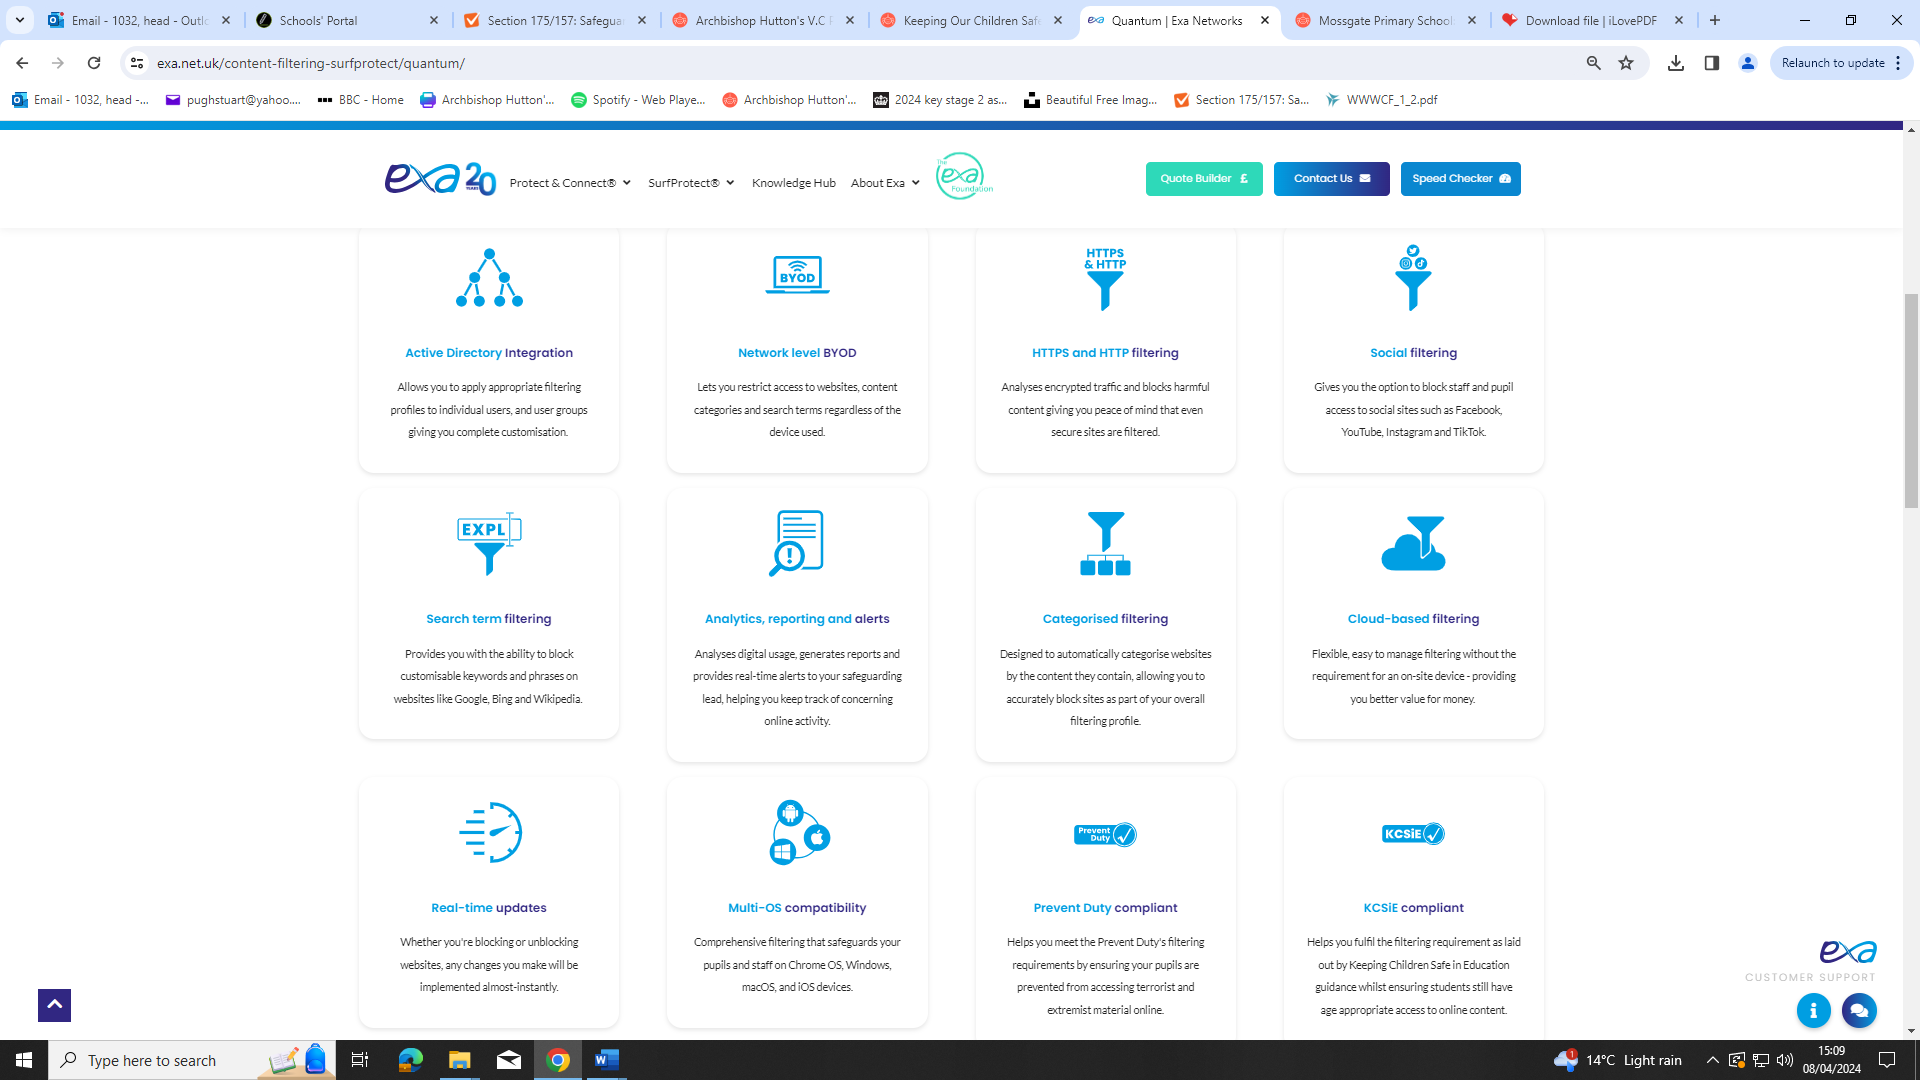 Email - 1032, head - Outlo
Schools' Portal
Section 175/157: Safegua
Archbishop Hutton's V.C P
Keeping Our Children Safe
Quantum | Exa Networks
Mossgate Primary School
Download file | iLovePDF
exa.net.uk/content-filtering-surfprotect/quantum/
Relaunch to update
Email - 1032, head -...
pughstuart@yahoo....
BBC - Home
Archbishop Hutton'...
Spotify - Web Playe...
Archbishop Hutton'...
2024 key stage 2 as...
Beautiful Free Imag...
Section 175/157: Sa...
WWWCF_1_2.pdf
exa 20 YEARS
Protect & Connect®
SurfProtect®
Knowledge Hub
About Exa
The exa Foundation
Quote Builder £
Contact Us
Speed Checker
Active Directory Integration
Allows you to apply appropriate filtering
profiles to individual users, and user groups
giving you complete customisation.
BYOD
Network level BYOD
Lets you restrict access to websites, content
categories and search terms regardless of the
device used.
HTTPS
& HTTP
HTTPS and HTTP filtering
Analyses encrypted traffic and blocks harmful
content giving you peace of mind that even
secure sites are filtered.
Social filtering
Gives you the option to block staff and pupil
access to social sites such as Facebook,
YouTube, Instagram and TikTok.
EXPL
Search term filtering
Provides you with the ability to block
customisable keywords and phrases on
websites like Google, Bing and Wikipedia.
Analytics, reporting and alerts
Analyses digital usage, generates reports and
provides real-time alerts to your safeguarding
lead, helping you keep track of concerning
online activity.
Categorised filtering
Designed to automatically categorise websites
by the content they contain, allowing you to
accurately block sites as part of your overall
filtering profile.
Cloud-based filtering
Flexible, easy to manage filtering without the
requirement for an on-site device - providing
you better value for money.
Real-time updates
Whether you're blocking or unblocking
websites, any changes you make will be
implemented almost-instantly.
Multi-OS compatibility
Comprehensive filtering that safeguards your
pupils and staff on Chrome OS, Windows,
macOS, and iOS devices.
Prevent
Duty
Prevent Duty compliant
Helps you meet the Prevent Duty's filtering
requirements by ensuring your pupils are
prevented from accessing terrorist and
extremist material online.
KCSiE
KCSiE compliant
Helps you fulfil the filtering requirement as laid
out by Keeping Children Safe in Education
guidance whilst ensuring students still have
age appropriate access to online content.
exa
CUSTOMER SUPPORT
Type here to search
1
14°C Light rain
15:09
08/04/2024